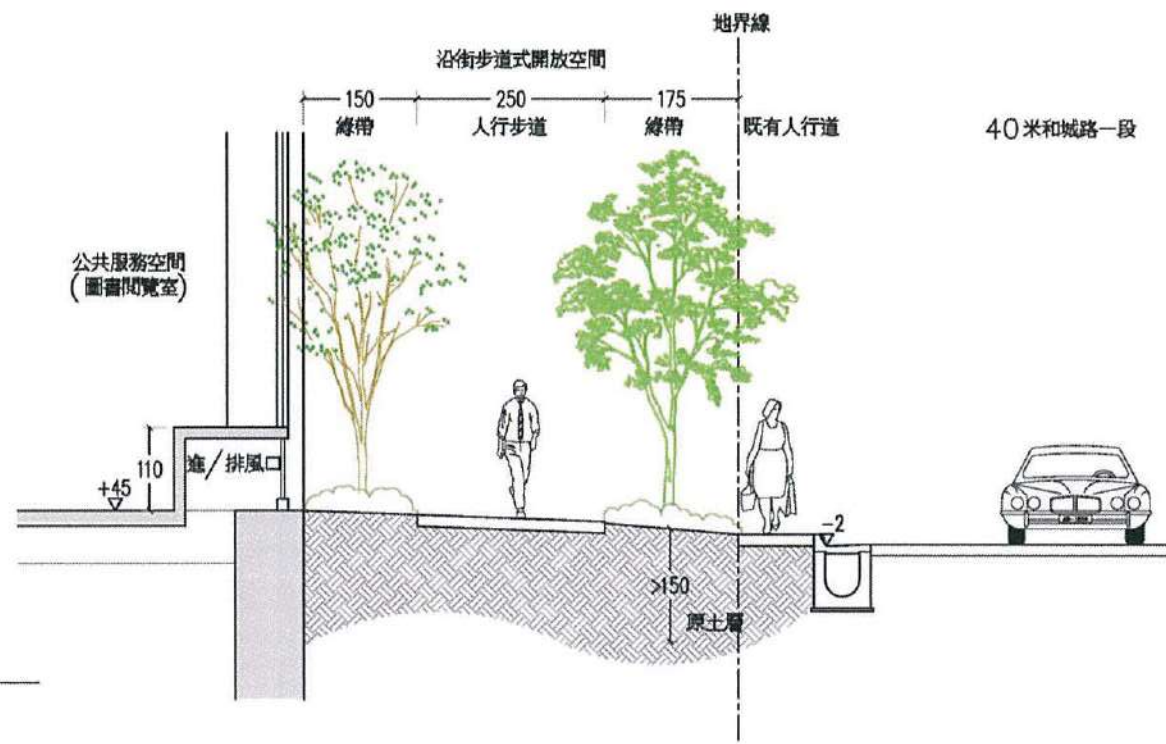 地界線
沿街步道式開放空間
150 250 175
綠帶 人行步道 綠帶 既有人行道 40米和城路一段
公共服務空間
(圖書閱覽室)
110 進/排風口
+45
-2
>150
原土層